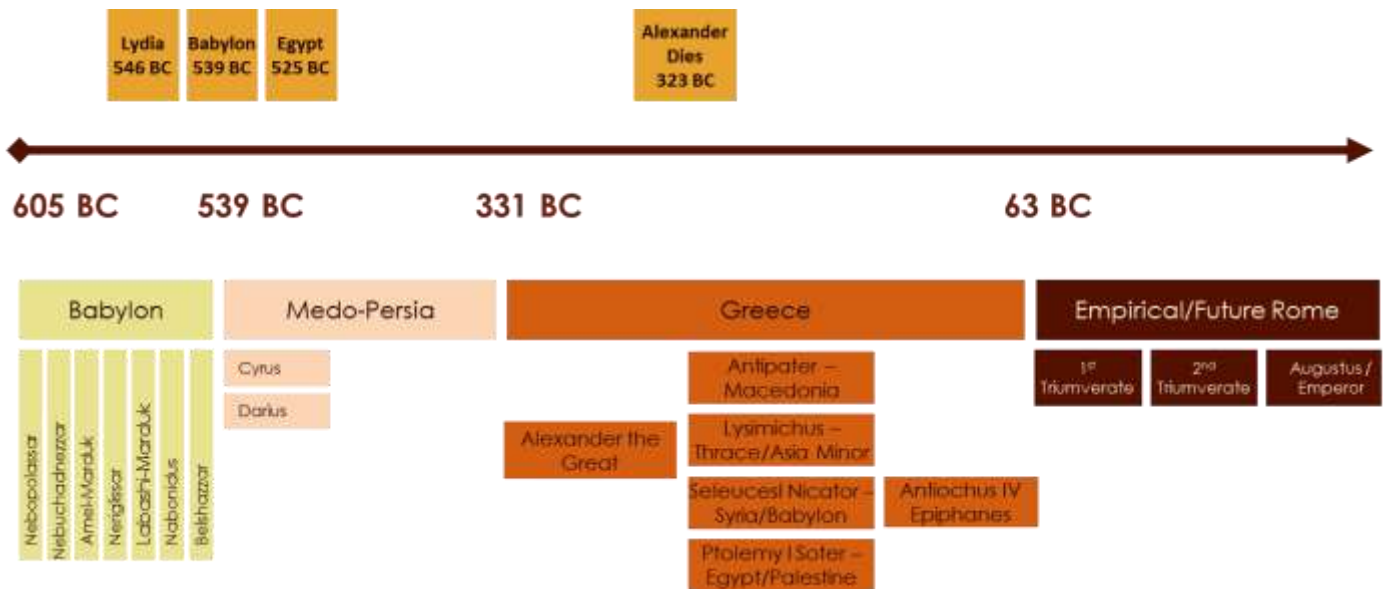 Lydia
546 BC
Babylon
539 BC
Egypt
525 BC
Alexander
Dies
323 BC
605 BC
539 BC
331 BC
63 BC
Babylon
Medo-Persia
Greece
Empirical/Future Rome
Nebopolassar
Nebuchadnezzar
Amel-Marduk
Neriglissar
Labashi-Marduk
Nabonidus
Belshazzar
Cyrus
Darius
Alexander the
Great
Antipater –
Macedonia
Lysimichus –
Thrace/Asia Minor
Seleucesl Nicator –
Syria/Babylon
Ptolemy I Soter –
Egypt/Palestine
Antiochus IV
Epiphanes
1st
Triumverate
2nd
Triumverate
Augustus /
Emperor